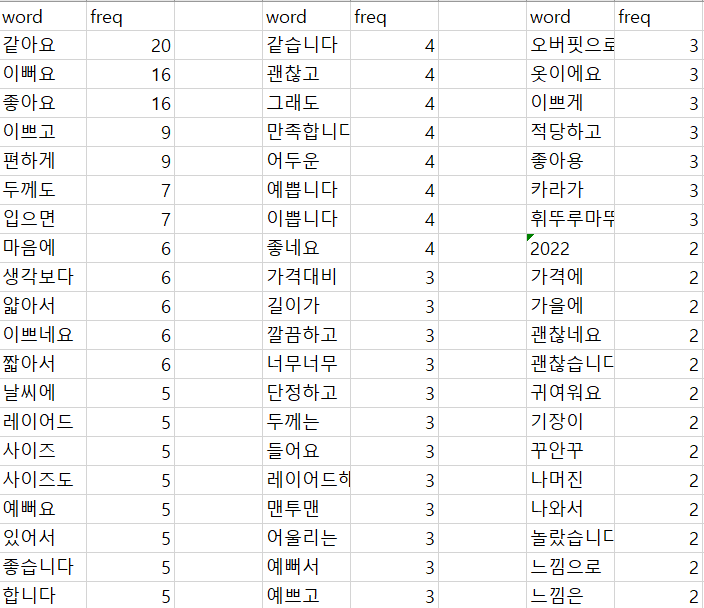 word freq word freq word freq
같아요 20 같습니다 4 오버핏으로 3
이뻐요 16 괜찮고 4 옷이에요 3
좋아요 16 그래도 4 이쁘게 3
이쁘고 9 만족합니다 4 적당하고 3
편하게 9 어두운 4 좋아용 3
두께도 7 예쁩니다 4 카라가 3
입으면 7 이쁩니다 4 휘뚜루마뚜 3
마음에 6 좋네요 4 2022 2
생각보다 6 가격대비 3 가격에 2
얇아서 6 길이가 3 가을에 2
이쁘네요 6 깔끔하고 3 괜찮네요 2
짧아서 6 너무너무 3 괜찮습니다 2
날씨에 5 단정하고 3 귀여워요 2
레이어드 5 두께는 3 기장이 2
사이즈 5 들어요 3 꾸안꾸 2
사이즈도 5 레이어드하 3 나머진 2
예뻐요 5 맨투맨 3 나와서 2
있어서 5 어울리는 3 놀랐습니다 2
좋습니다 5 예뻐서 3 느낌으로 2
합니다 5 예쁘고 3 느낌은 2